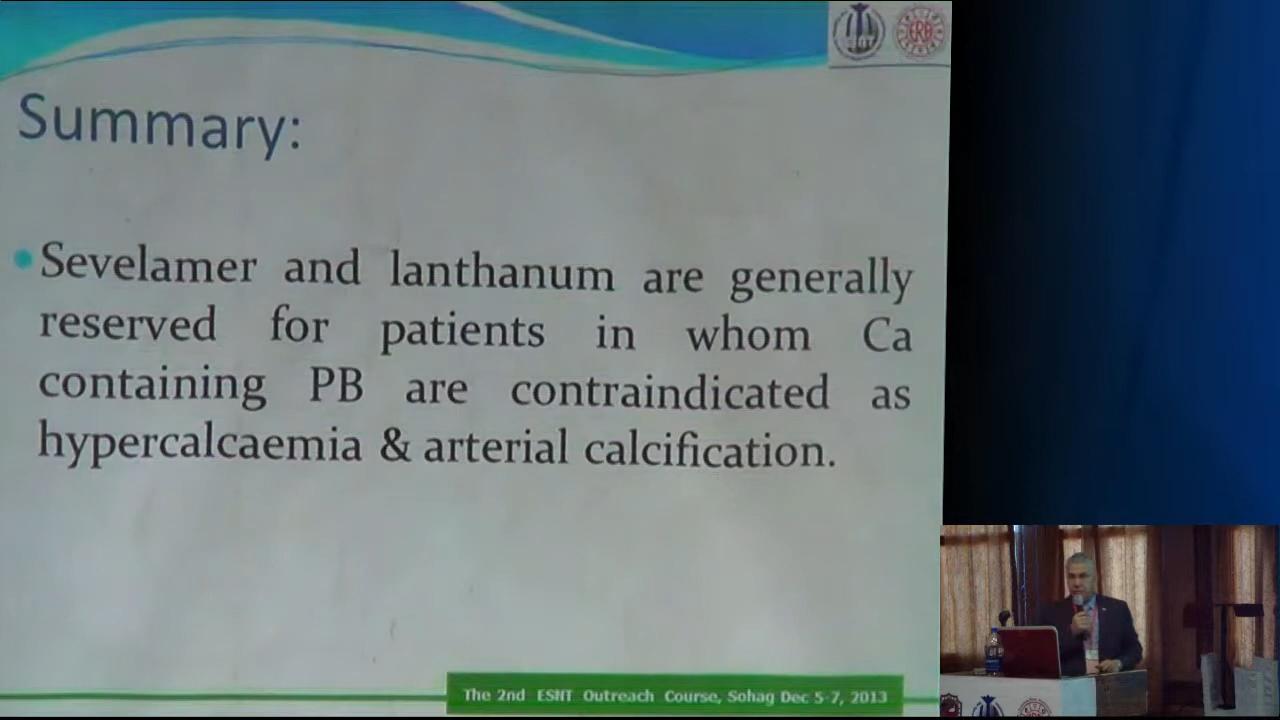 Summary:
Sevelamer and lanthanum are generally
reserved for patients in whom Ca
containing PB are contraindicated as
hypercalcaemia & arterial calcification.
The 2nd ESNT Outreach Course, Sohag Dec 5-7, 2013